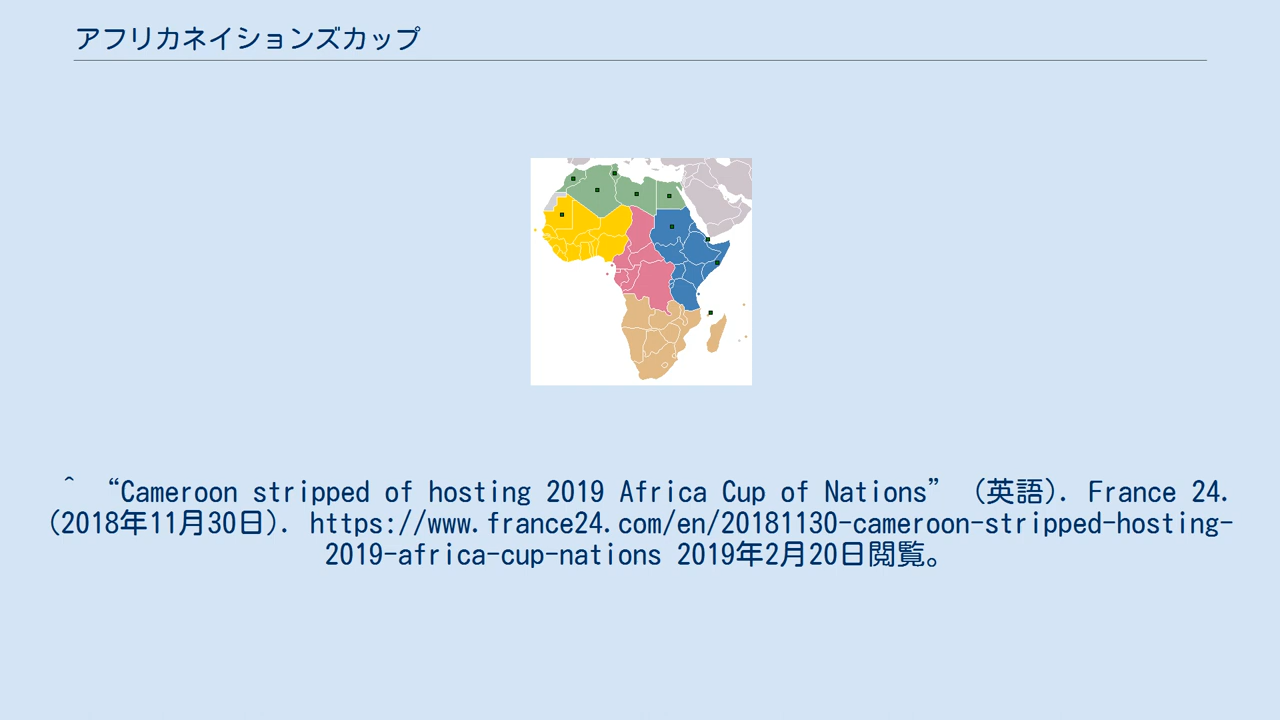 アフリカネイションズカップ
^ “Cameroon stripped of hosting 2019 Africa Cup of Nations” (英語). France 24.
(2018年11月30日). https://www.france24.com/en/20181130-cameroon-stripped-hosting-
2019-africa-cup-nations 2019年2月20日閲覧。